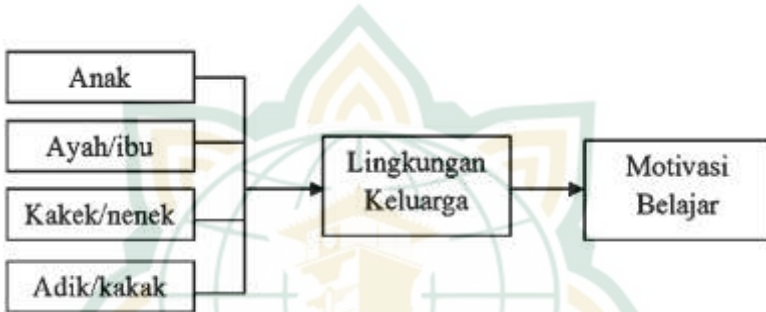 Anak
Ayah/ibu
Kakek/nenek
Adik/kakak
Lingkungan
Keluarga
Motivasi
Belajar